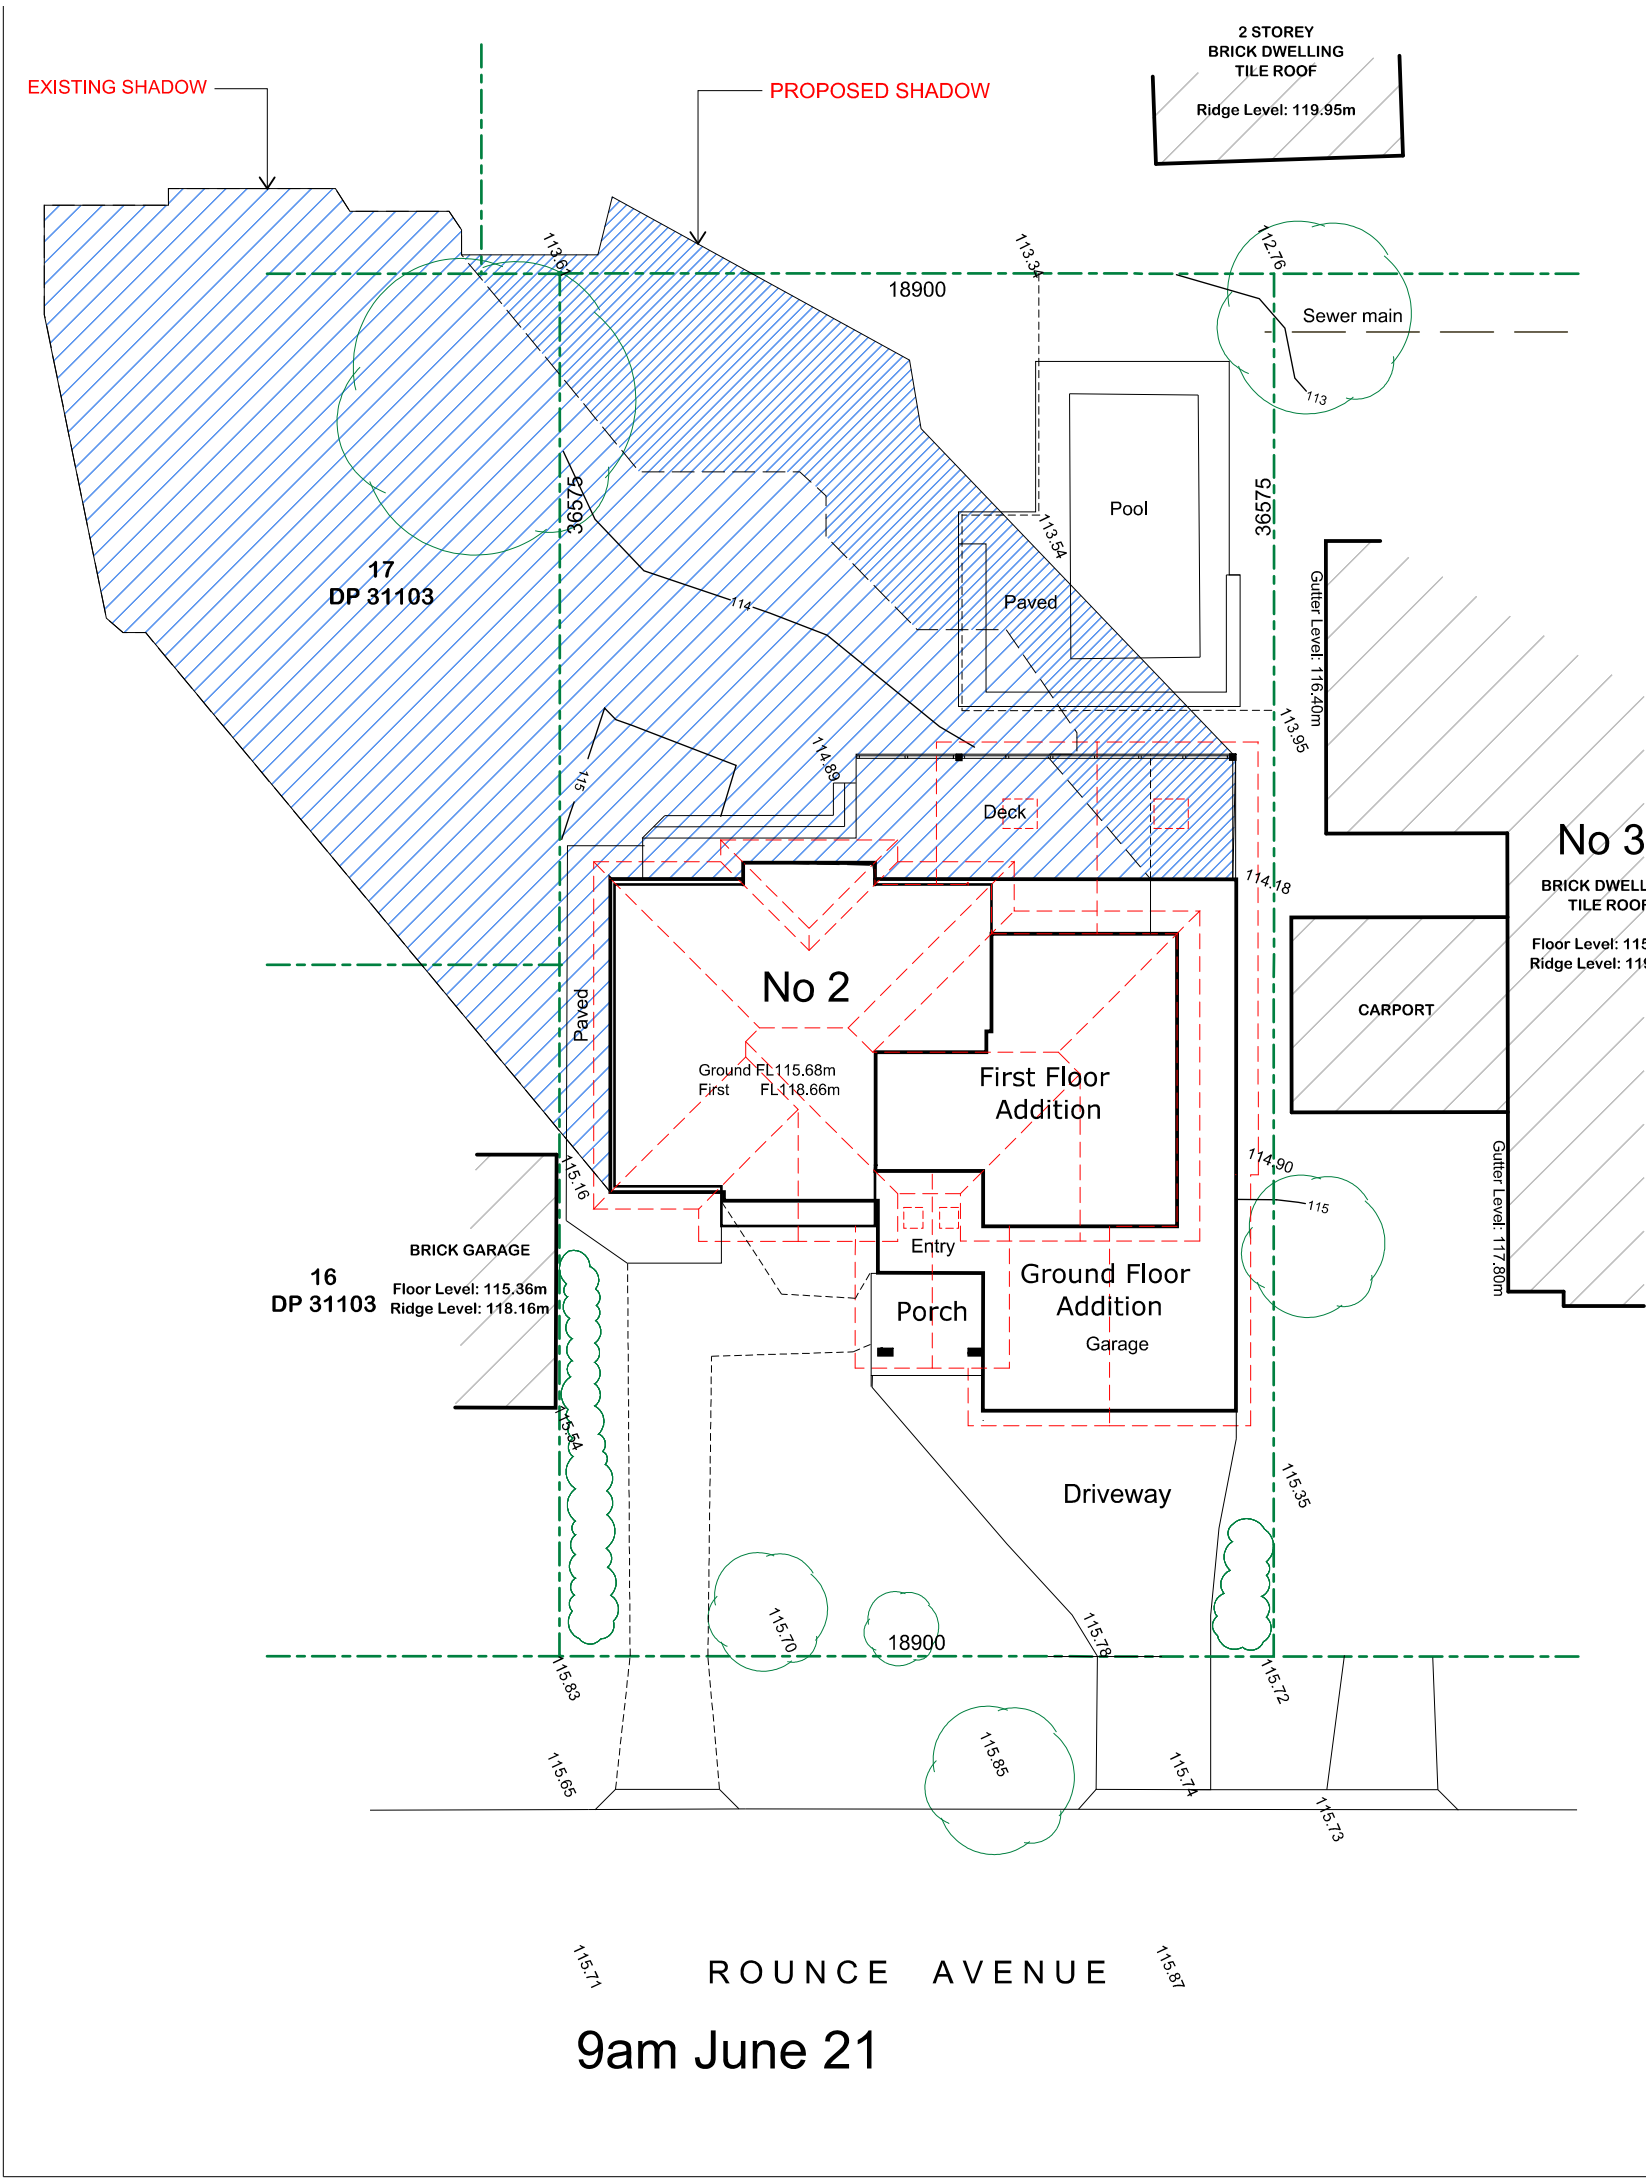 2 STOREY
BRICK DWELLING
TILE ROOF
Ridge Level: 119.95m
EXISTING SHADOW
PROPOSED SHADOW
113.61
113.34
112.76
18900
Sewer main
113
36575
36575
Pool
113.54
17
DP 31103
114
Paved
Gutter Level: 116.40m
113.95
115
114.89
Deck
No 3
114.18
BRICK DWELL
TILE ROOF
Floor Level: 115
Ridge Level: 119
No 2
Paved
CARPORT
Ground FL115.68m
First FL118.66m
First Floor
Addition
115.16
114.90
115
Gutter Level: 117.80m
BRICK GARAGE
Floor Level: 115.36m
Ridge Level: 118.16m
16
DP 31103
Entry
Ground Floor
Addition
Porch
Garage
115.54
Driveway
115.35
115.70
115.78
18900
115.83
115.72
115.65
115.85
115.74
115.73
115.71
ROUNCE AVENUE
115.87
9am June 21